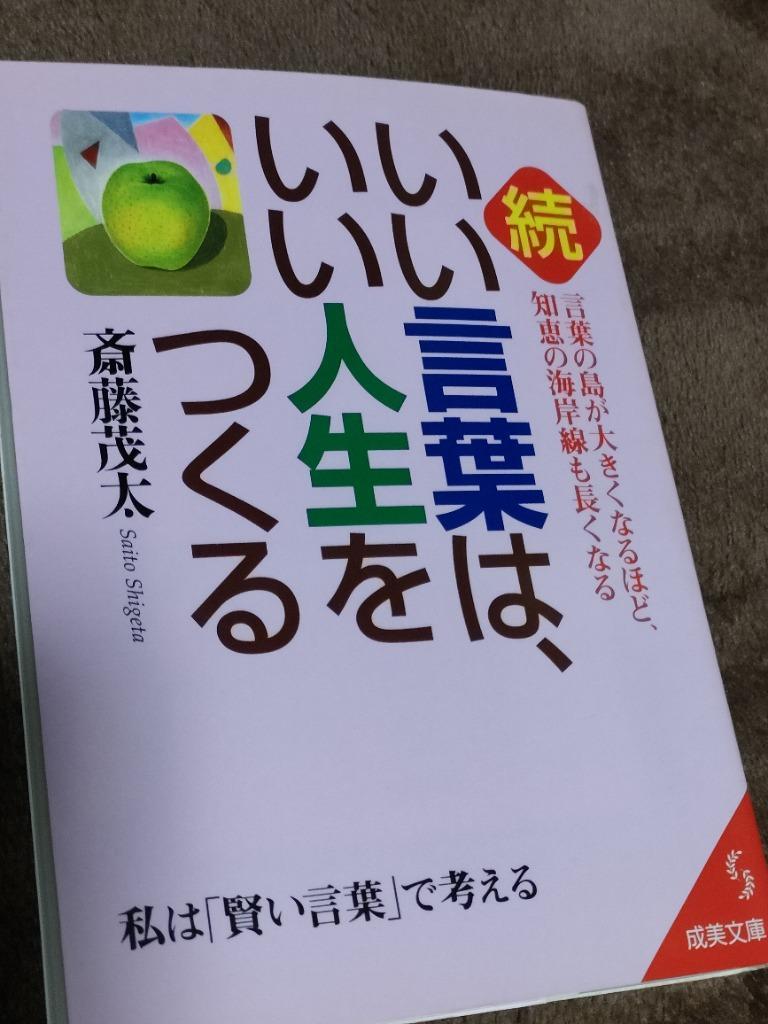 続
言葉の島が大きくなるほど、
知恵の海岸線も長くなる
いい言葉は、
いい人生を
つくる
斎藤茂太
Saito Shigeta
私は「賢い言葉」で考える
成美文庫